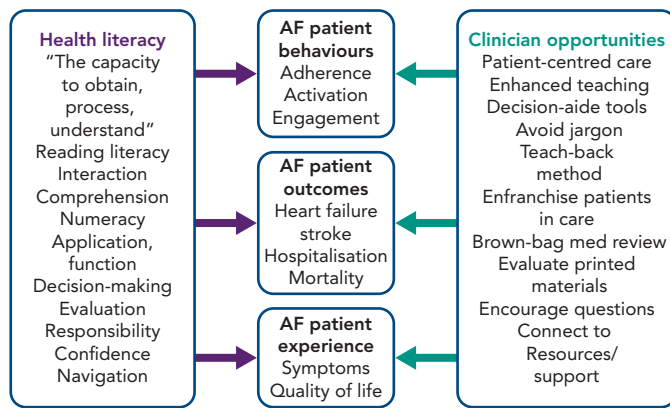 Health literacy
“The capacity
to obtain,
process,
understand”
Reading literacy
Interaction
Comprehension
Numeracy
Application,
function
Decision-making
Evaluation
Responsibility
Confidence
Navigation
AF patient
behaviours
Adherence
Activation
Engagement
AF patient
outcomes
Heart failure
stroke
Hospitalisation
Mortality
AF patient
experience
Symptoms
Quality of life
Clinician opportunities
Patient-centred care
Enhanced teaching
Decision-aide tools
Avoid jargon
Teach-back
method
Enfranchise patients
in care
Brown-bag med review
Evaluate printed
materials
Encourage questions
Connect to
Resources/
support